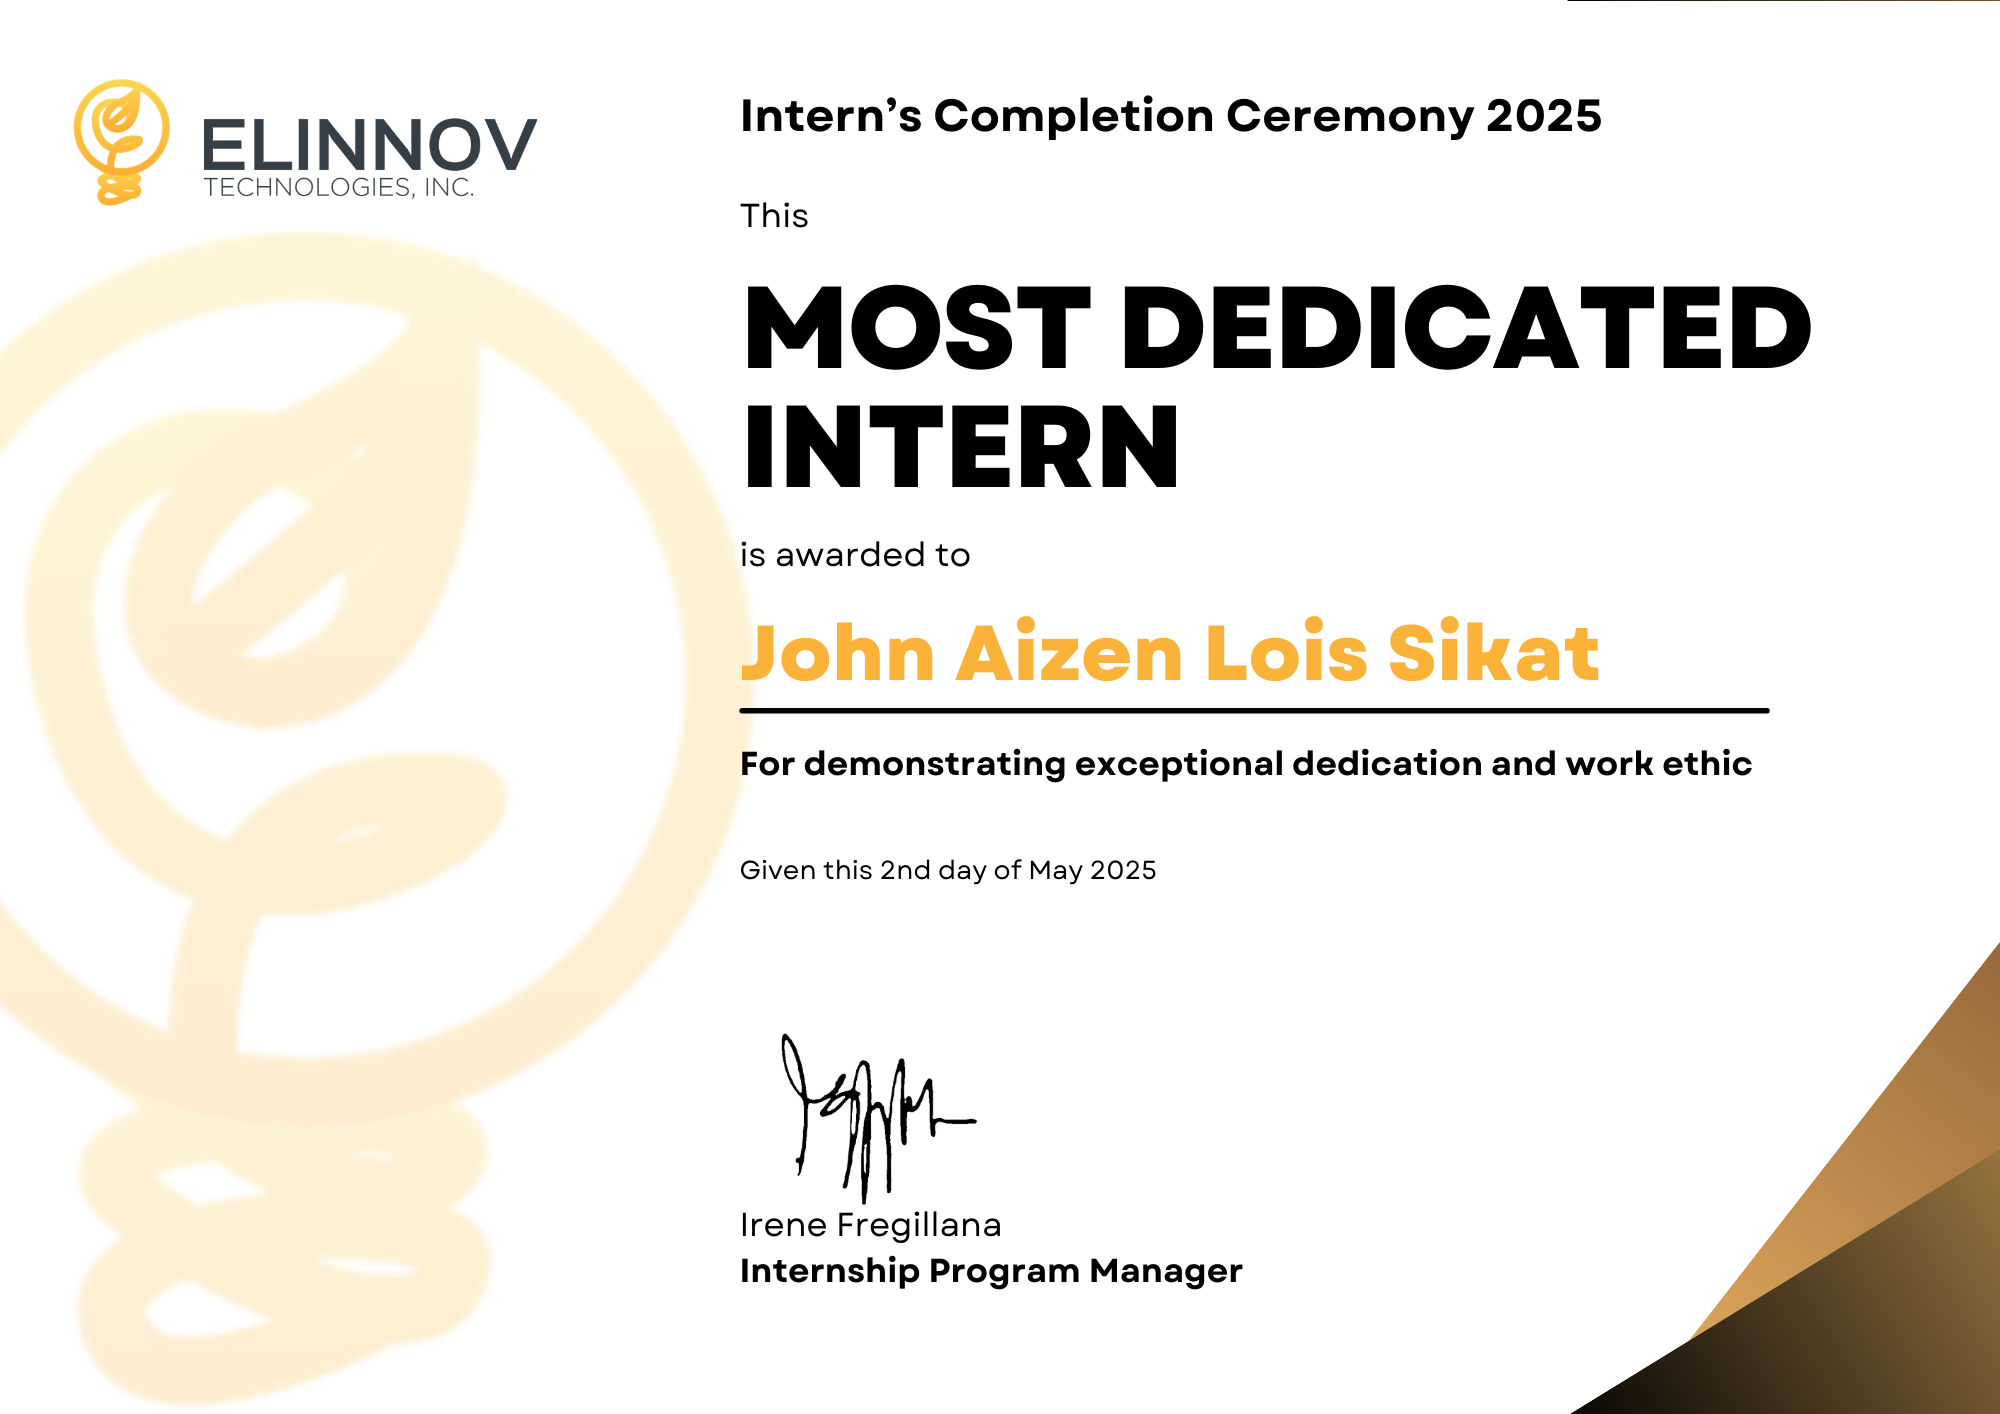 ELINNOV
TECHNOLOGIES, INC.
Intern’s Completion Ceremony 2025
This
MOST DEDICATED
INTERN
is awarded to
John Aizen Lois Sikat
For demonstrating exceptional dedication and work ethic
Given this 2nd day of May 2025
Irene Fregillana
Internship Program Manager